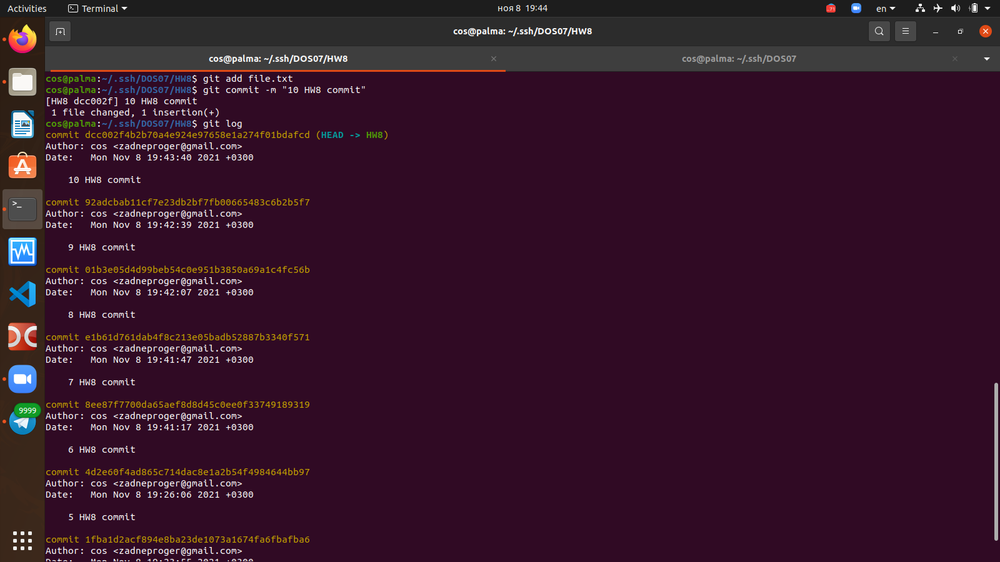 Activities Terminal ноя 8 19:44 en
cos@palma: ~/.ssh/DOS07/HW8
cos@palma: ~/.ssh/DOS07/HW8 cos@palma: ~/.ssh/DOS07
cos@palma:~/.ssh/DOS07/HW8$ git add file.txt
cos@palma:~/.ssh/DOS07/HW8$ git commit -m "10 HW8 commit"
[HW8 dcc002f] 10 HW8 commit
1 file changed, 1 insertion(+)
cos@palma:~/.ssh/DOS07/HW8$ git log
commit dcc002f4b2b70a4e924e97658e1a274f01bdafcd (HEAD -> HW8)
Author: cos <zadneproger@gmail.com>
Date: Mon Nov 8 19:43:40 2021 +0300
10 HW8 commit
commit 92adcbab11cf7e23db2bf7fb00665483c6b2b5f7
Author: cos <zadneproger@gmail.com>
Date: Mon Nov 8 19:42:39 2021 +0300
9 HW8 commit
commit 01b3e05d4d99beb54c0e951b3850a69a1c4fc56b
Author: cos <zadneproger@gmail.com>
Date: Mon Nov 8 19:42:07 2021 +0300
8 HW8 commit
commit e1b61d761dab4f8c213e05badb52887b3340f571
Author: cos <zadneproger@gmail.com>
Date: Mon Nov 8 19:41:47 2021 +0300
7 HW8 commit
commit 8ee87f7700da65aef8d8d45c0ee0f33749189319
Author: cos <zadneproger@gmail.com>
Date: Mon Nov 8 19:41:17 2021 +0300
6 HW8 commit
9999
commit 4d2e60f4ad865c714dac8e1a2b54f4984644bb97
Author: cos <zadneproger@gmail.com>
Date: Mon Nov 8 19:26:06 2021 +0300
5 HW8 commit
commit 1fba1d2acf894e8ba23de1073a1674fa6fbafba6
Author: cos <zadneproger@gmail.com>
Date: Mon Nov 8 19:23:55 2021 +0300